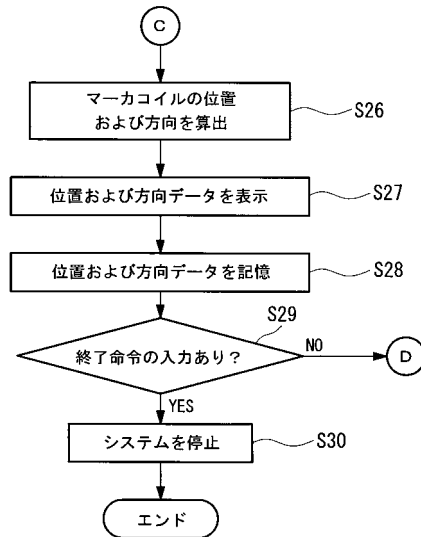 C
マーカコイルの位置
および方向を算出
S26
位置および方向データを表示
S27
位置および方向データを記憶
S28
S29
終了命令の入力あり？
NO
D
YES
システムを停止
S30
エンド